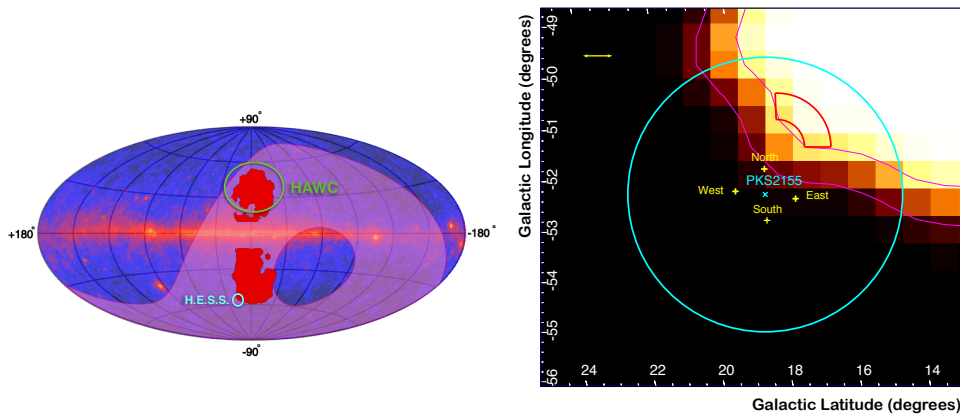 +90°
HAWC
+180°
-180°
H.E.S.S.
-90°
Galactic Longitude (degrees)
-49
-50
-51
-52
-53
-54
-55
-56
North
PKS2155
West
East
South
24
22
20
18
16
14
Galactic Latitude (degrees)